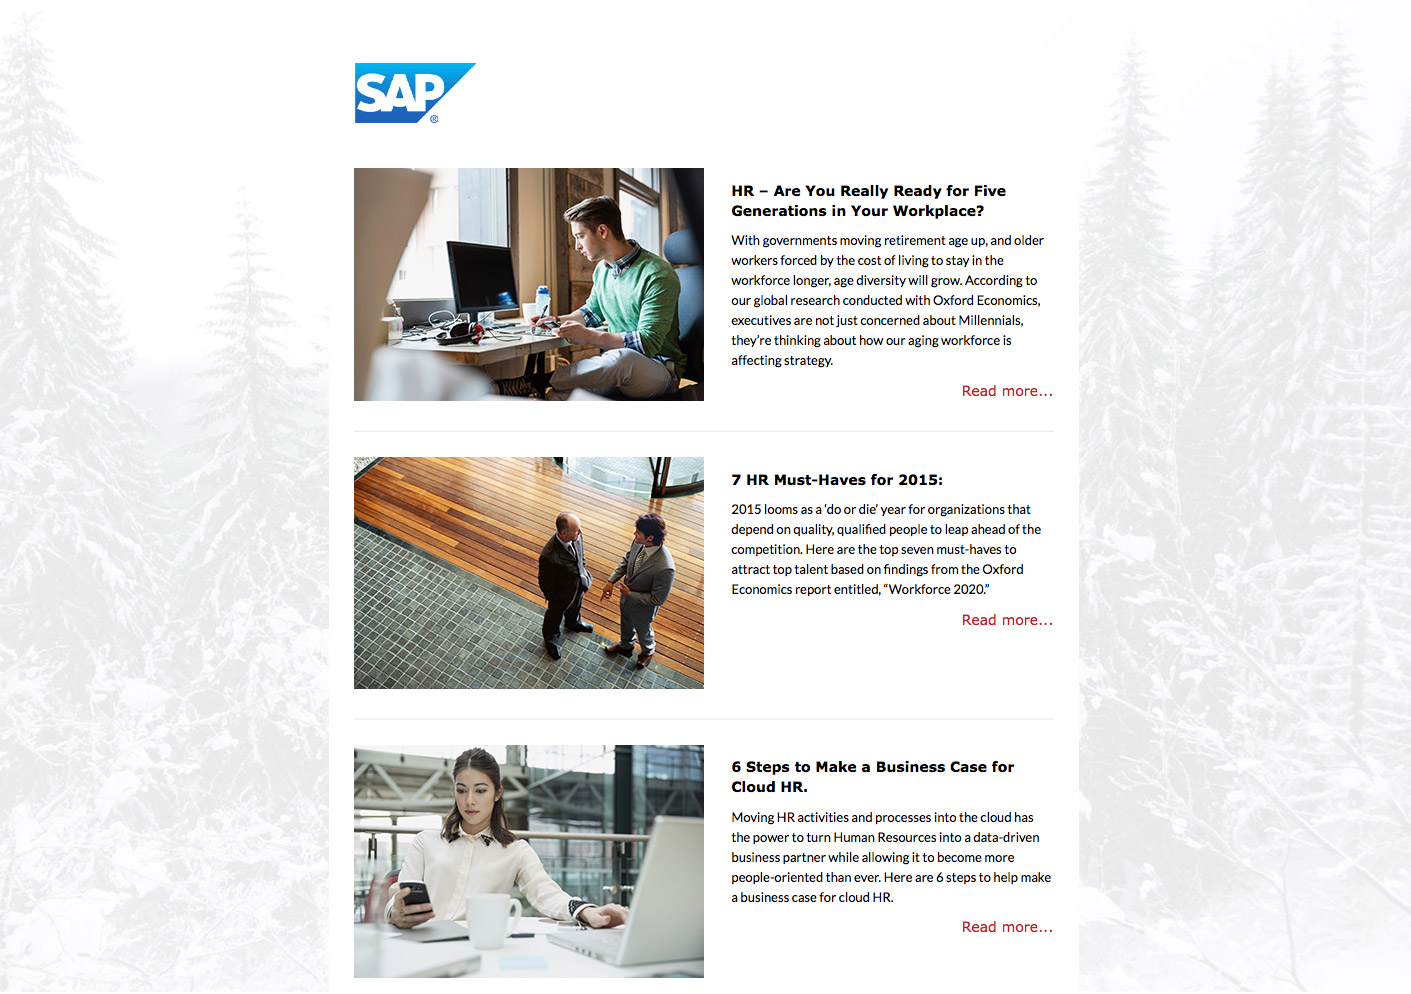 SAP®
HR – Are You Really Ready for Five
Generations in Your Workplace?
With governments moving retirement age up, and older
workers forced by the cost of living to stay in the
workforce longer, age diversity will grow. According to
our global research conducted with Oxford Economics,
executives are not just concerned about Millennials,
they’re thinking about how our aging workforce is
affecting strategy.
Read more...
7 HR Must-Haves for 2015:
2015 looms as a ‘do or die’ year for organizations that
depend on quality, qualified people to leap ahead of the
competition. Here are the top seven must-haves to
attract top talent based on findings from the Oxford
Economics report entitled, “Workforce 2020.”
Read more...
6 Steps to Make a Business Case for
Cloud HR.
Moving HR activities and processes into the cloud has
the power to turn Human Resources into a data-driven
business partner while allowing it to become more
people-oriented than ever. Here are 6 steps to help make
a business case for cloud HR.
Read more...